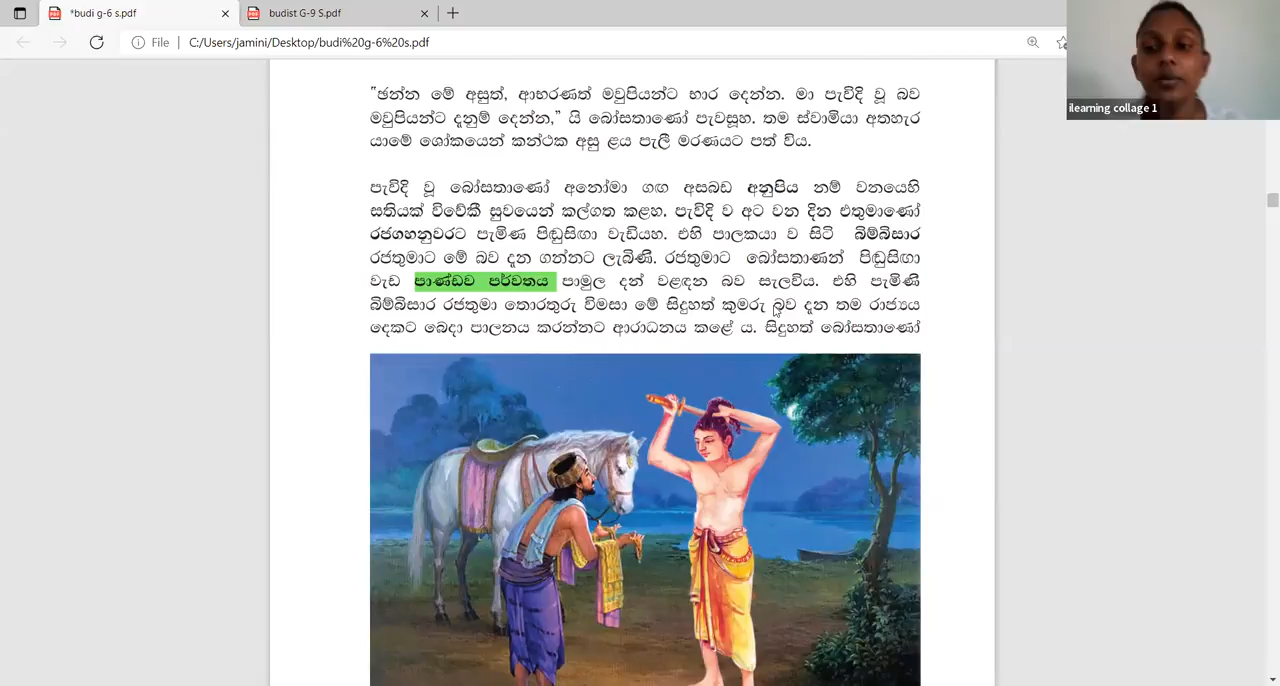 *budi g-6 s.pdf
budist G-9 S.pdf
File
C:/Users/jamini/Desktop/budi%20g-6%20s.pdf
ilearning collage 1
"ඡන්න මේ අසුත්, ආභරණත් මවුපියන්ට භාර දෙන්න. මා පැවිදි වූ බව
මවුපියන්ට දැනුම් දෙන්න," යි බෝසතාණෝ පැවසූහ. තම ස්වාමියා අතහැර
යාමේ ශෝකයෙන් කන්ථක අසු ළය පැලී මරණයට පත් විය.
පැවිදි වූ බෝසතාණෝ අනෝමා ගඟ අසබඩ අනුපිය නම් වනයෙහි
සතියක් විවේකී සුවයෙන් කල්ගත කළහ. පැවිදි ව අට වන දින එතුමාණෝ
රජගහනුවරට පැමිණ පිඬුසිඟා වැඩියහ. එහි පාලකයා ව සිටි බිම්බිසාර
රජතුමාට මේ බව දැන ගන්නට ලැබිණි. රජතුමාට බෝසතාණන් පිඬුසිඟා
වැඩ පාණ්ඩව පර්වතය පාමුල දන් වළඳන බව සැලවිය. එහි පැමිණි
බිම්බිසාර රජතුමා තොරතුරු විමසා මේ සිදුහත් කුමරු බව දැන තම රාජ්‍යය
දෙකට බෙදා පාලනය කරන්නට ආරාධනය කළේ ය. සිදුහත් බෝසතාණෝ